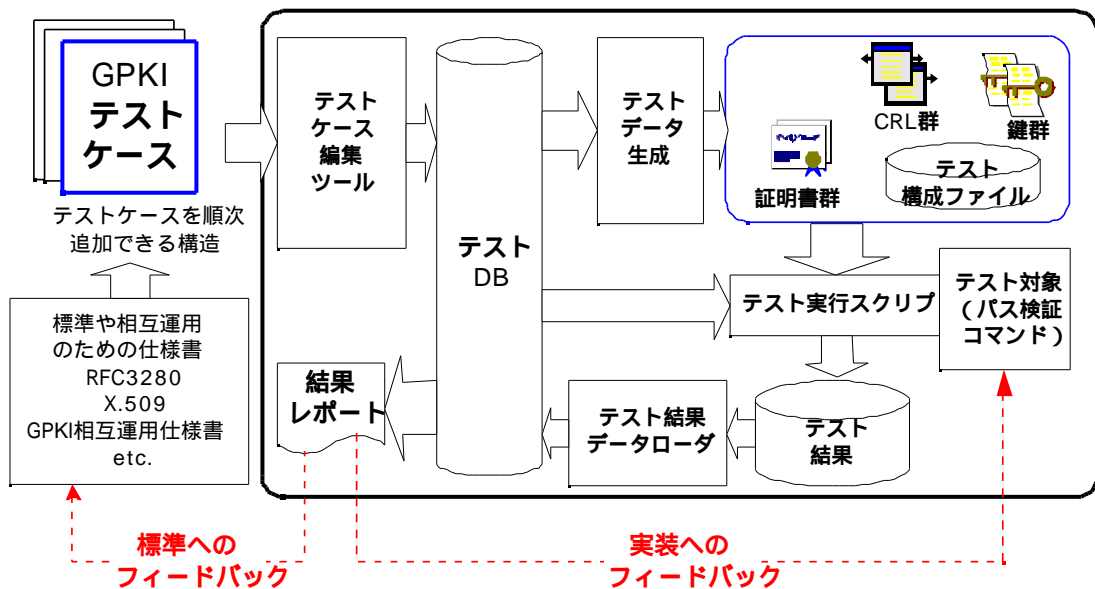 GPKI
テスト
ケース
テストケースを順次
追加できる構造
標準や相互運用
のための仕様書
RFC3280
X.509
GPKI相互運用仕様書
etc.
テスト
ケース
編集
ツール
テスト
DB
テスト
データ
生成
CRL群
鍵群
証明書群
テスト
構成ファイル
テスト実行スクリプ
テスト対象
(パス検証
コマンド)
結果
レポート
テスト結果
データローダ
テスト
結果
標準への
フィードバック
実装への
フィードバック